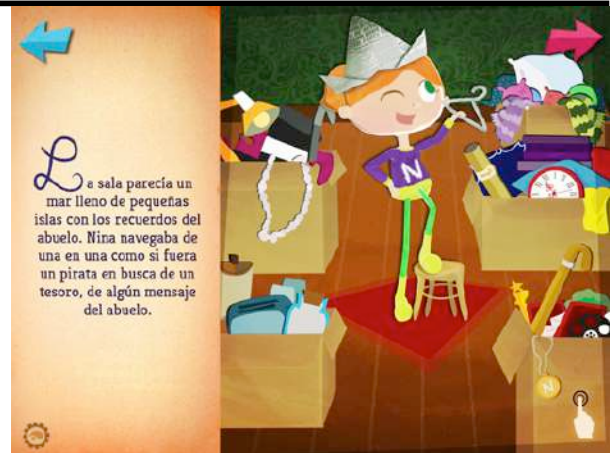 La sala parecía un
mar lleno de pequeñas
islas con los recuerdos del
abuelo. Nina navegaba de
una en una como si fuera
un pirata en busca de un
tesoro, de algún mensaje
del abuelo.
N
N